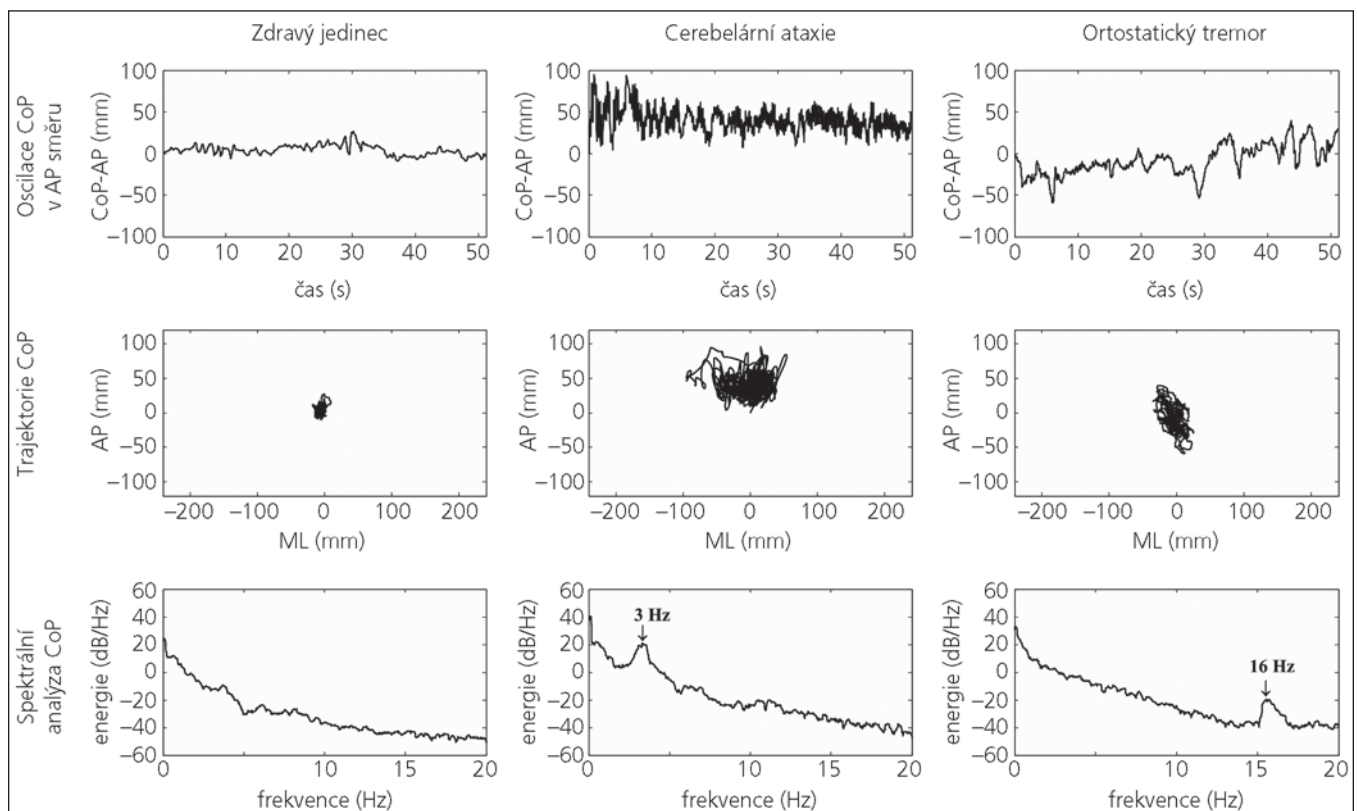 Zdravý jedinec
Cerebelární ataxie
Ortostatický tremor
Oscilace CoP
v AP směru
CoP-AP (mm)
100
50
0
−50
−100
0 10 20 30 40 50
čas (s)
CoP-AP (mm)
100
50
0
−50
−100
0 10 20 30 40 50
čas (s)
CoP-AP (mm)
100
50
0
−50
−100
0 10 20 30 40 50
čas (s)
Trajektorie CoP
AP (mm)
100
50
0
−50
−100
−200 −100 0 100 200
ML (mm)
AP (mm)
100
50
0
−50
−100
−200 −100 0 100 200
ML (mm)
AP (mm)
100
50
0
−50
−100
−200 −100 0 100 200
ML (mm)
Spektrální
analýza CoP
energie (dB/Hz)
60
40
20
0
−20
−40
−60
0 10 20
frekvence (Hz)
energie (dB/Hz)
60
40
20
0
−20
−40
−60
3 Hz
0 10 20
frekvence (Hz)
energie (dB/Hz)
60
40
20
0
−20
−40
−60
16 Hz
0 10 20
frekvence (Hz)